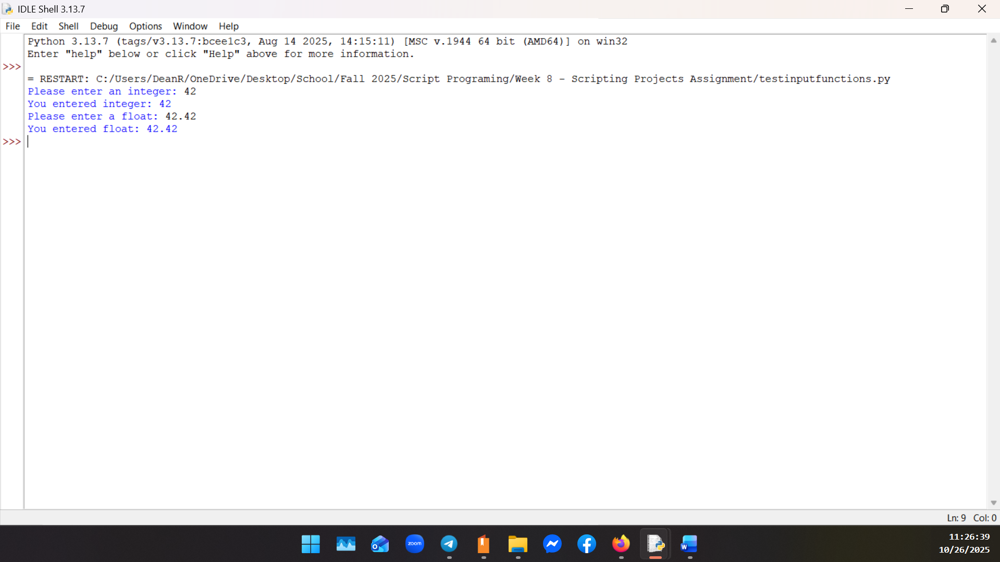 IDLE Shell 3.13.7
File Edit Shell Debug Options Window Help
Python 3.13.7 (tags/v3.13.7:bcee1c3, Aug 14 2025, 14:15:11) [MSC v.1944 64 bit (AMD64)] on win32
Enter "help" below or click "Help" above for more information.
>>>
= RESTART: C:/Users/DeanR/OneDrive/Desktop/School/Fall 2025/Script Programing/Week 8 - Scripting Projects Assignment/testinputfunctions.py
Please enter an integer: 42
You entered integer: 42
Please enter a float: 42.42
You entered float: 42.42
>>>
Ln: 9 Col: 0
zoom
W
11:26:39
10/26/2025